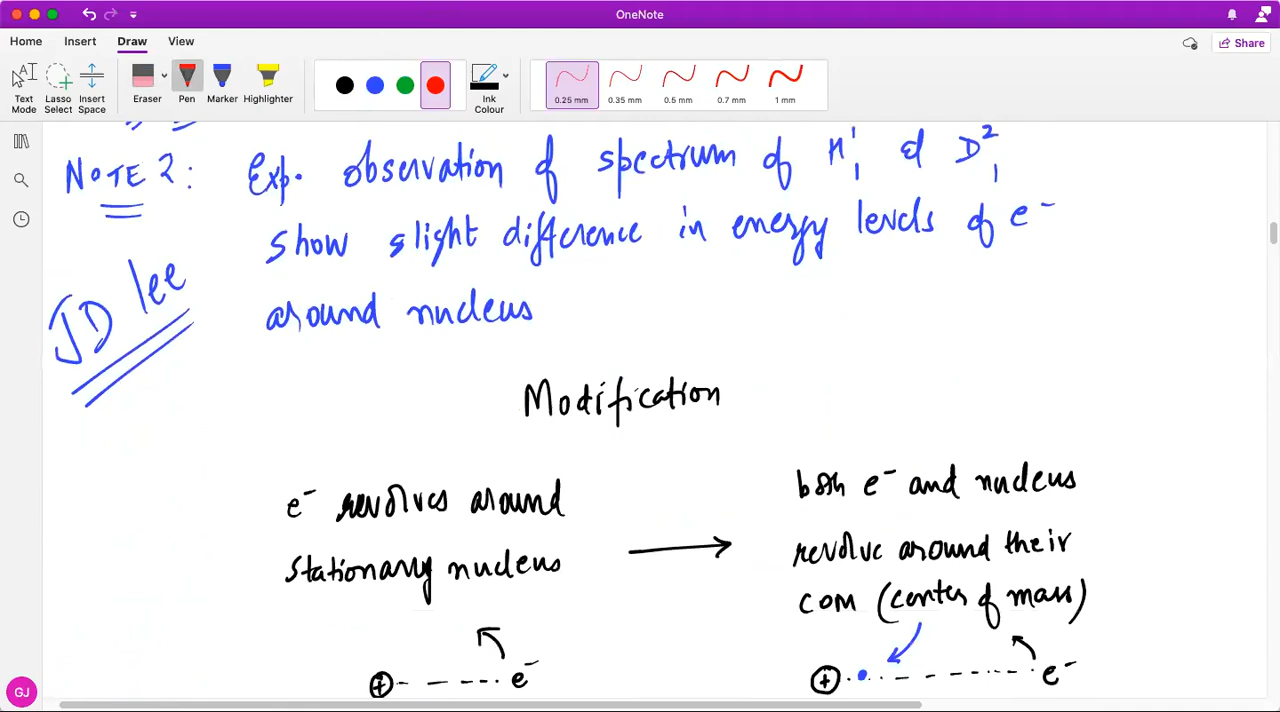 OneNote
Home Insert Draw View
Share
Text Mode
Lasso Select
Insert Space
Eraser
Pen
Marker
Highlighter
Ink Colour
0.25 mm
0.35 mm
0.5 mm
0.7 mm
1 mm
NOTE 2: Exp. observation of spectrum of H¹₁ & D²₁
show slight difference in energy levels of e⁻
around nucleus
JD lee
Modification
e⁻ revolves around
stationary nucleus
both e⁻ and nucleus
revolve around their
com (center of mass)
+ e⁻
+ e⁻
GJ